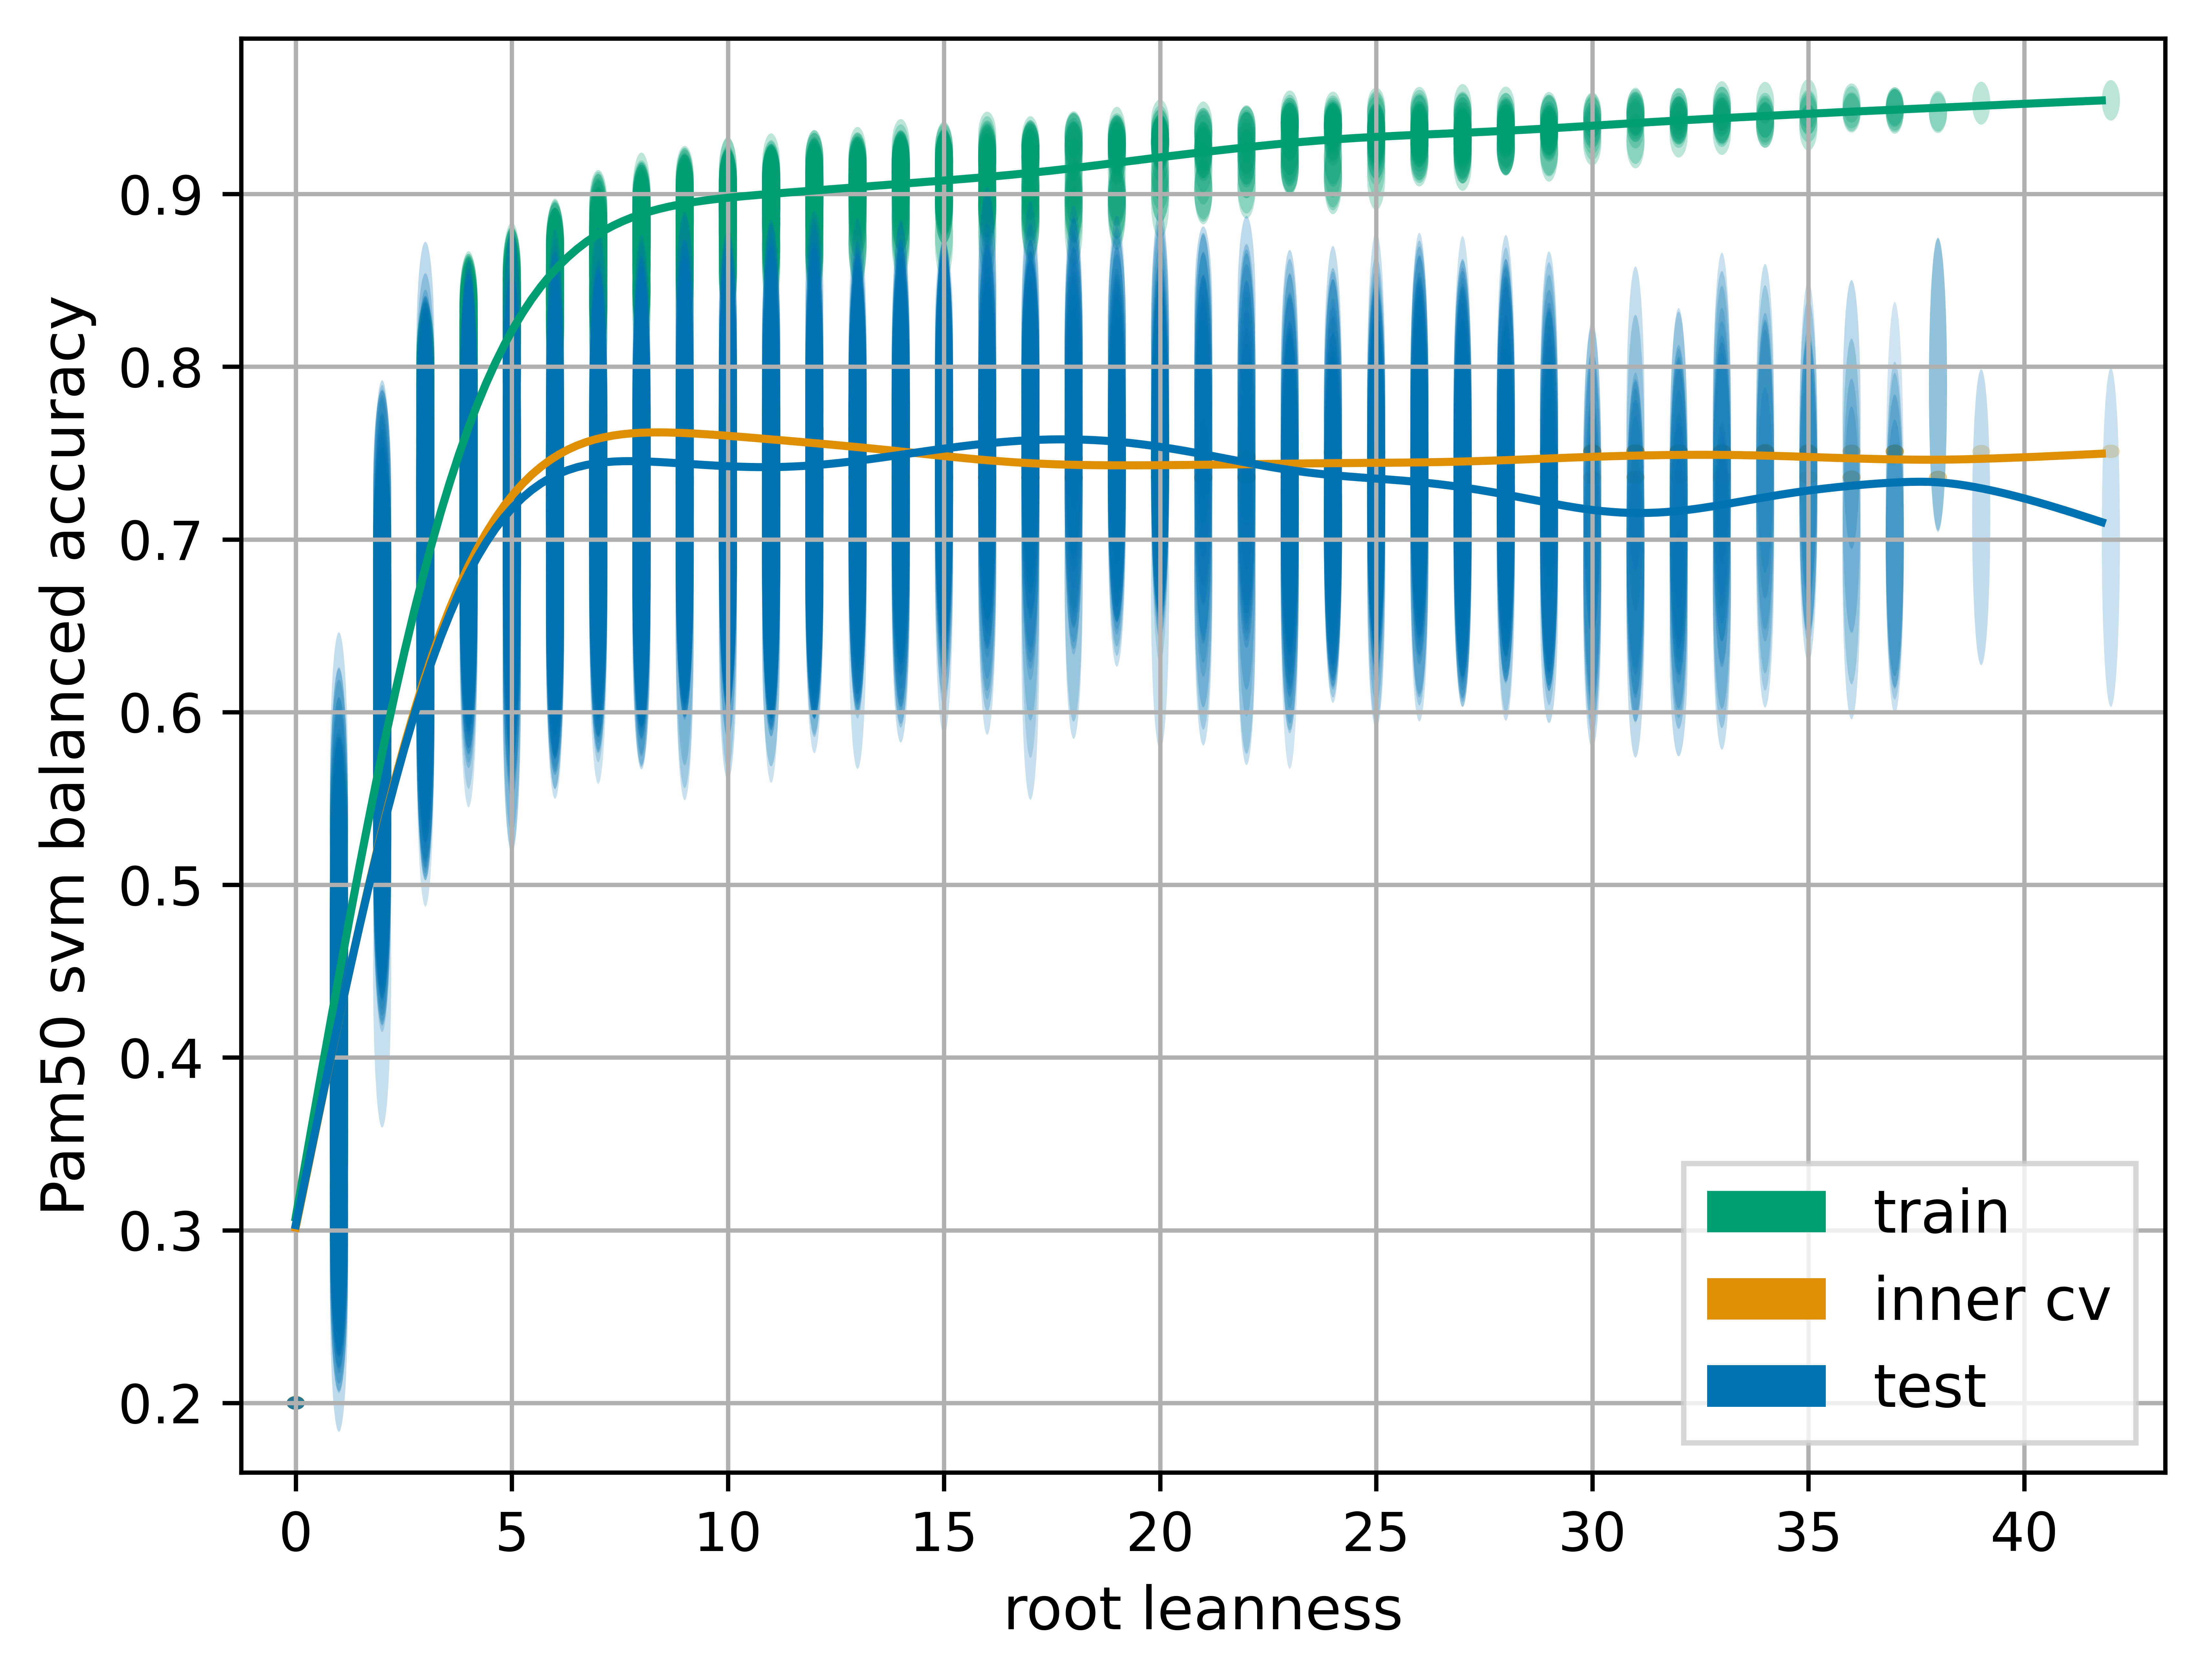 Pam50 svm balanced accuracy
0.9
0.8
0.7
0.6
0.5
0.4
0.3
0.2
train
inner cv
test
0 5 10 15 20 25 30 35 40
root leanness